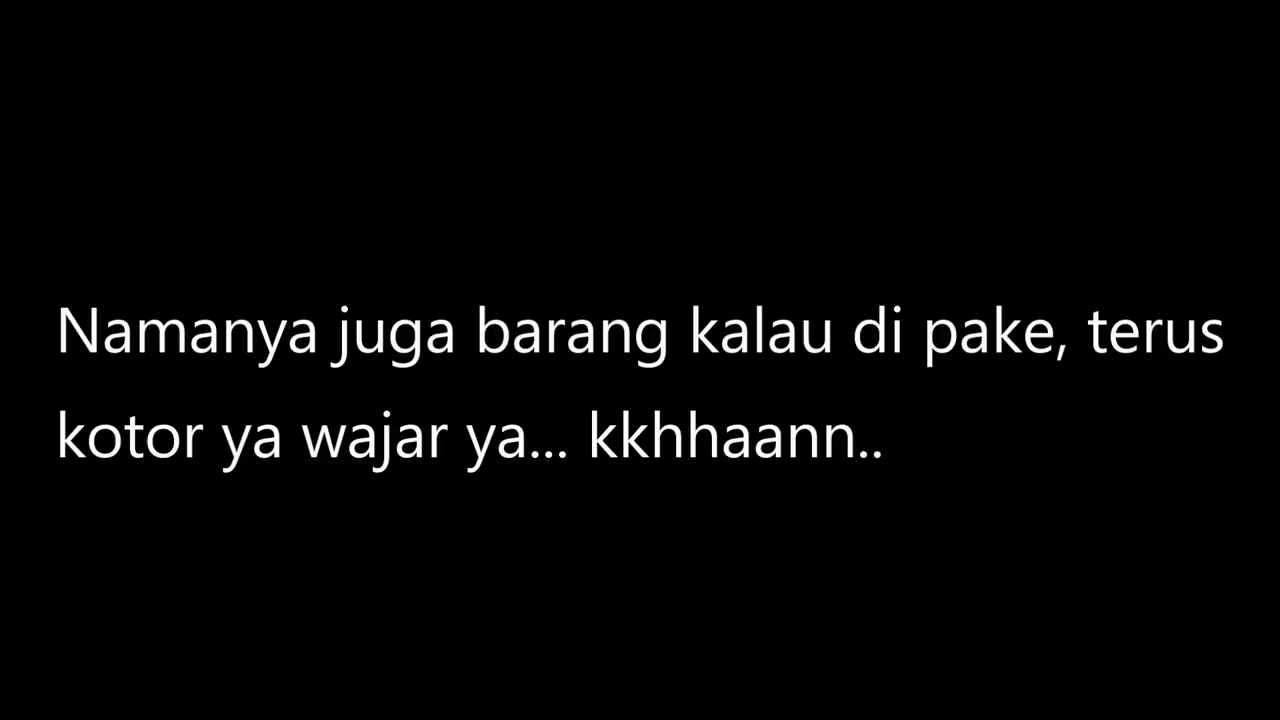 Namanya juga barang kalau di pake, terus
kotor ya wajar ya... kkhhaann..